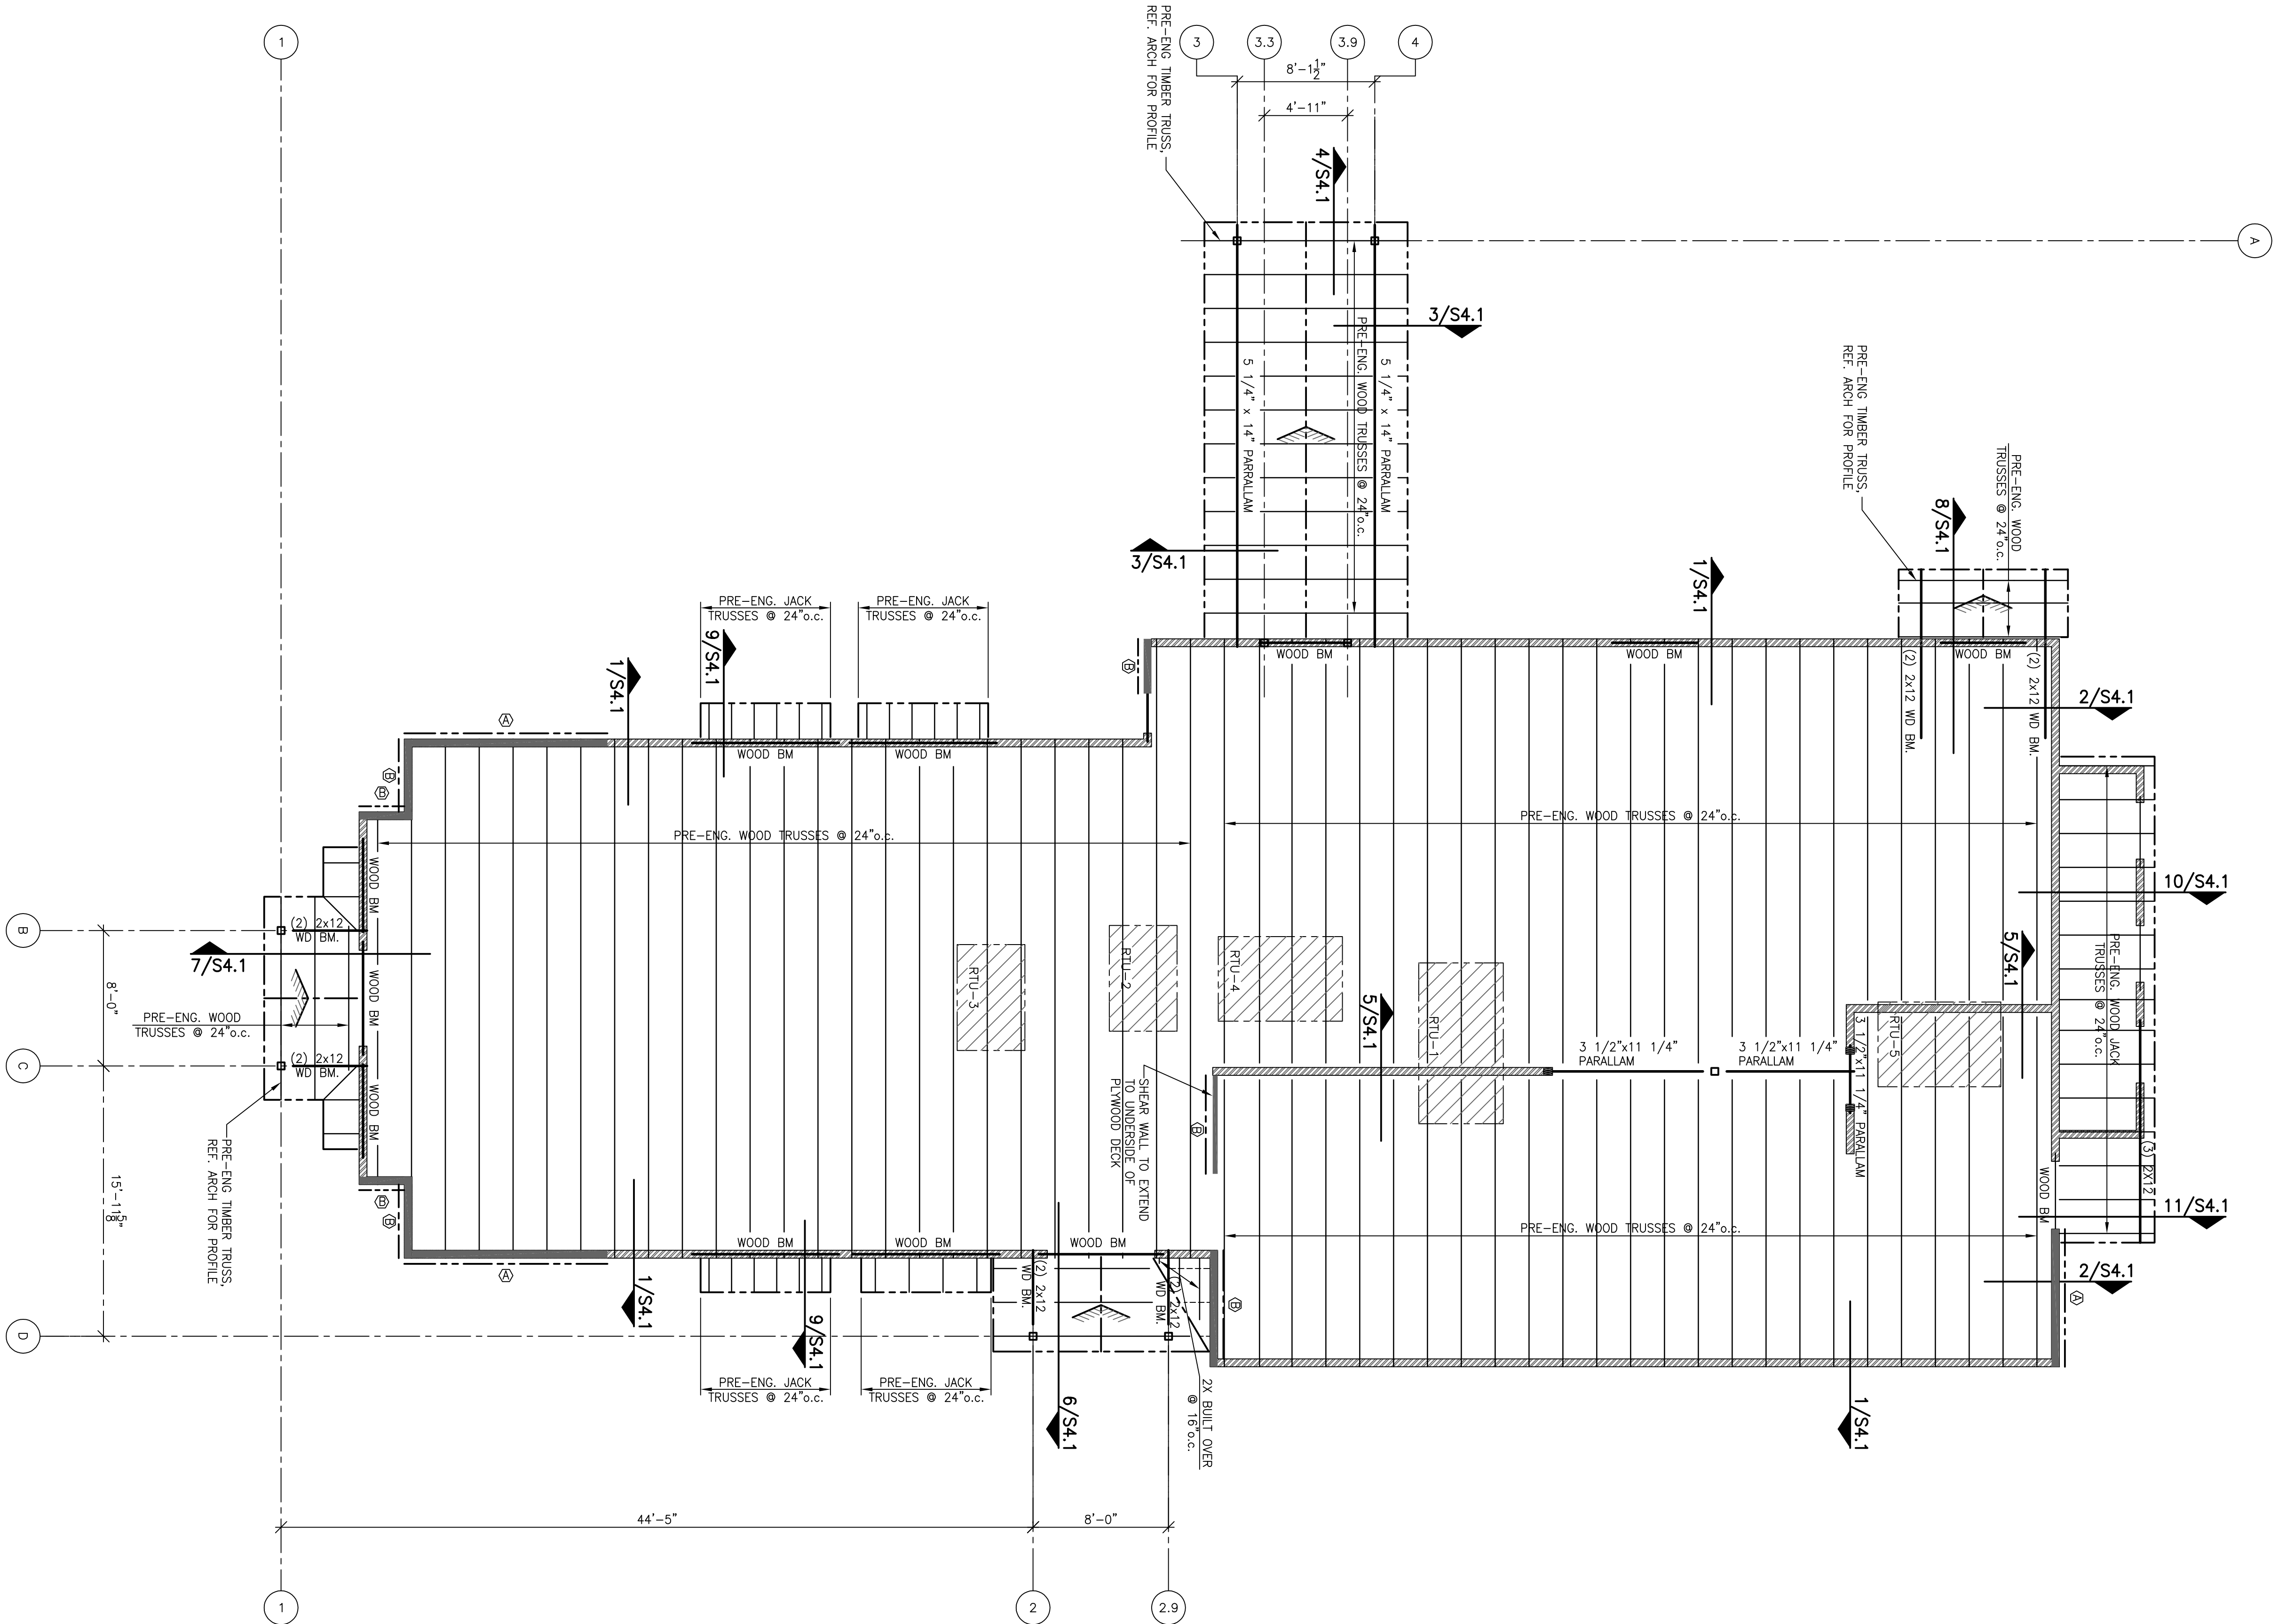 1
3
3.3
3.9
4
8'-1 1/2"
4'-11"
PRE-ENG TIMBER TRUSS,
REF. ARCH FOR PROFILE
A
4/S4.1
3/S4.1
PRE-ENG. WOOD TRUSSES @ 24"o.c.
5 1/4" x 14" PARRALLAM
5 1/4" x 14" PARRALLAM
3/S4.1
PRE-ENG TIMBER TRUSS,
REF. ARCH FOR PROFILE
PRE-ENG. WOOD
TRUSSES @ 24"o.c.
8/S4.1
1/S4.1
PRE-ENG. JACK
TRUSSES @ 24"o.c.
PRE-ENG. JACK
TRUSSES @ 24"o.c.
9/S4.1
1/S4.1
B
WOOD BM
WOOD BM
WOOD BM
(2) 2x12 WD BM.
(2) 2x12 WD BM.
2/S4.1
A
WOOD BM
WOOD BM
B
B
PRE-ENG. WOOD TRUSSES @ 24"o.c.
PRE-ENG. WOOD TRUSSES @ 24"o.c.
10/S4.1
WOOD BM
B
(2) 2x12
WD BM.
7/S4.1
8'-0"
WOOD BM
PRE-ENG. WOOD
TRUSSES @ 24"o.c.
C
(2) 2x12
WD BM.
WOOD BM
RTU-3
RTU-2
RTU-4
RTU-1
RTU-5
5/S4.1
5/S4.1
PRE-ENG. WOOD JACK
TRUSSES @ 24"o.c.
3 1/2"x11 1/4"
PARALLAM
3 1/2"x11 1/4"
PARALLAM
3 1/2"x11 1/4" PARALLAM
SHEAR WALL TO EXTEND
TO UNDERSIDE OF
PLYWOOD DECK
B
(3) 2X12
WOOD BM
11/S4.1
15'-11 5/8"
PRE-ENG TIMBER TRUSS,
REF. ARCH FOR PROFILE
B
B
A
WOOD BM
WOOD BM
WOOD BM
PRE-ENG. WOOD TRUSSES @ 24"o.c.
2/S4.1
A
1/S4.1
9/S4.1
(2) 2x12
WD BM.
(2) 2x12
WD BM.
B
D
PRE-ENG. JACK
TRUSSES @ 24"o.c.
PRE-ENG. JACK
TRUSSES @ 24"o.c.
6/S4.1
2X BUILT OVER
@ 16"o.c.
1/S4.1
44'-5"
8'-0"
1
2
2.9